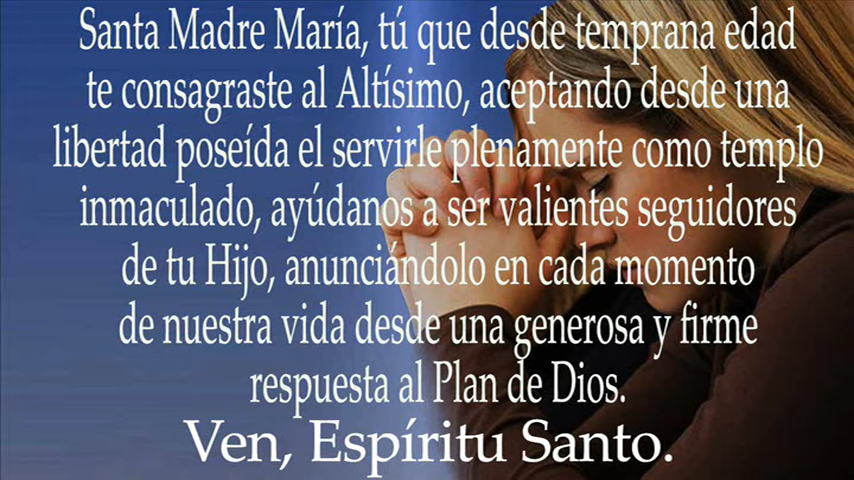 Santa Madre María, tú que desde temprana edad
te consagraste al Altísimo, aceptando desde una
libertad poseída el servirle plenamente como templo
inmaculado, ayúdanos a ser valientes seguidores
de tu Hijo, anunciándolo en cada momento
de nuestra vida desde una generosa y firme
respuesta al Plan de Dios.
Ven, Espíritu Santo.